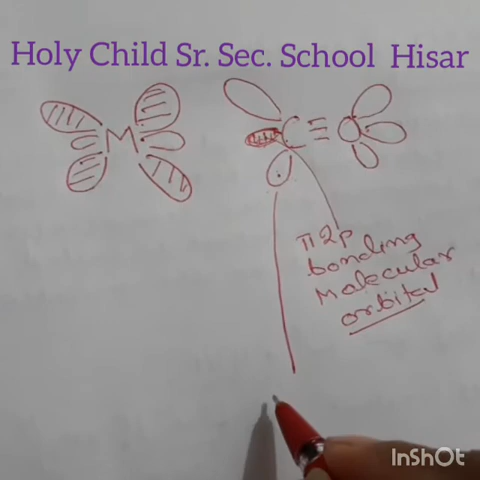 Holy Child Sr. Sec. School Hisar
M C ≡ O
π2p
bonding
Molecular
orbital
InShOt